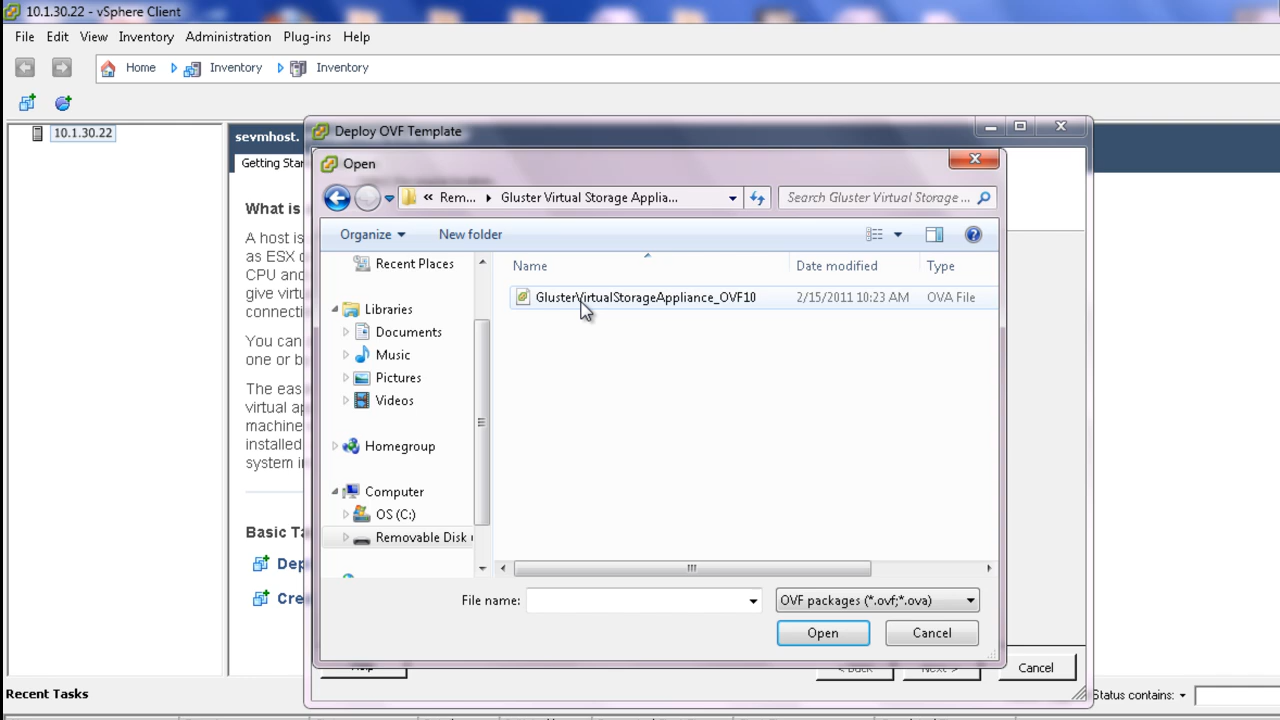 10.1.30.22 - vSphere Client
File Edit View Inventory Administration Plug-ins Help
Home Inventory Inventory
10.1.30.22
sevmhost.
Getting Star
What is
A host is
as ESX
CPU and
give virtu
connecti
You can
one or
The eas
virtual
machine
installed
system
Basic Ta
Dep
Cre
Deploy OVF Template
Open
« Rem... Gluster Virtual Storage Applia...
Search Gluster Virtual Storage ...
Organize New folder
Recent Places
Libraries
Documents
Music
Pictures
Videos
Homegroup
Computer
OS (C:)
Removable Disk
Name Date modified Type
GlusterVirtualStorageAppliance_OVF10 2/15/2011 10:23 AM OVA File
File name: OVF packages (*.ovf;*.ova)
Open Cancel
Help < Back Next > Cancel
Recent Tasks
Status contains: